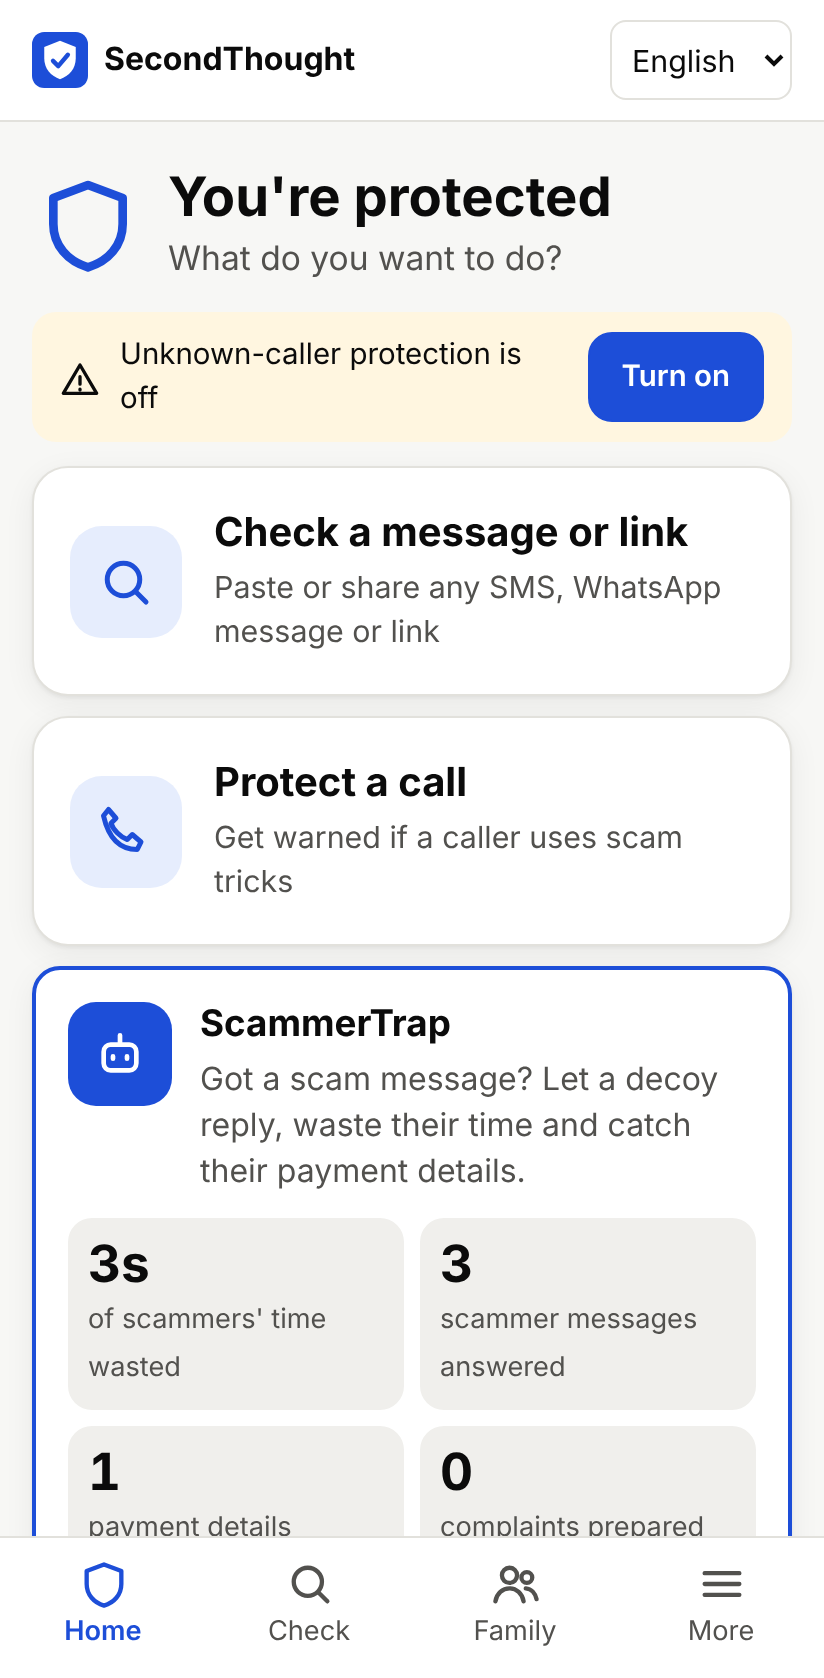 SecondThought
English
You're protected
What do you want to do?
Unknown-caller protection is
off
Turn on
Check a message or link
Paste or share any SMS, WhatsApp
message or link
Protect a call
Get warned if a caller uses scam
tricks
ScammerTrap
Got a scam message? Let a decoy
reply, waste their time and catch
their payment details.
3s
of scammers' time
wasted
3
scammer messages
answered
1
payment details
0
complaints prepared
Home
Check
Family
More